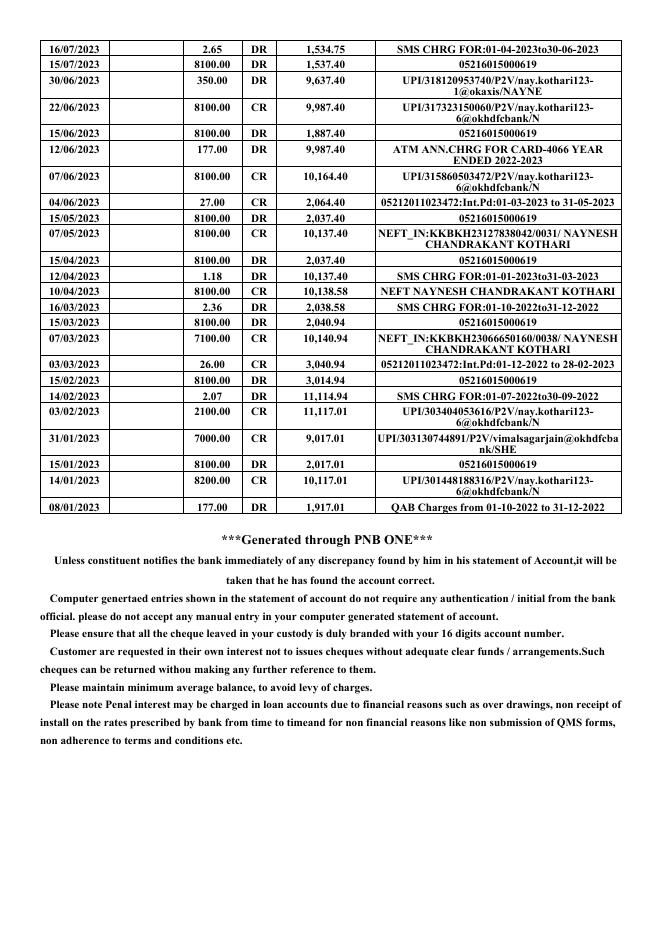 16/07/2023 2.65 DR 1,534.75 SMS CHRG FOR:01-04-2023to30-06-2023
15/07/2023 8100.00 DR 1,537.40 05216015000619
30/06/2023 350.00 DR 9,637.40 UPI/318120953740/P2V/nay.kothari123-
1@okaxis/NAYNE
22/06/2023 8100.00 CR 9,987.40 UPI/317323150060/P2V/nay.kothari123-
6@okhdfcbank/N
15/06/2023 8100.00 DR 1,887.40 05216015000619
12/06/2023 177.00 DR 9,987.40 ATM ANN.CHRG FOR CARD-4066 YEAR
ENDED 2022-2023
07/06/2023 8100.00 CR 10,164.40 UPI/315860503472/P2V/nay.kothari123-
6@okhdfcbank/N
04/06/2023 27.00 CR 2,064.40 05212011023472:Int.Pd:01-03-2023 to 31-05-2023
15/05/2023 8100.00 DR 2,037.40 05216015000619
07/05/2023 8100.00 CR 10,137.40 NEFT_IN:KKBKH23127838042/0031/ NAYNESH
CHANDRAKANT KOTHARI
15/04/2023 8100.00 DR 2,037.40 05216015000619
12/04/2023 1.18 DR 10,137.40 SMS CHRG FOR:01-01-2023to31-03-2023
10/04/2023 8100.00 CR 10,138.58 NEFT NAYNESH CHANDRAKANT KOTHARI
16/03/2023 2.36 DR 2,038.58 SMS CHRG FOR:01-10-2022to31-12-2022
15/03/2023 8100.00 DR 2,040.94 05216015000619
07/03/2023 7100.00 CR 10,140.94 NEFT_IN:KKBKH23066650160/0038/ NAYNESH
CHANDRAKANT KOTHARI
03/03/2023 26.00 CR 3,040.94 05212011023472:Int.Pd:01-12-2022 to 28-02-2023
15/02/2023 8100.00 DR 3,014.94 05216015000619
14/02/2023 2.07 DR 11,114.94 SMS CHRG FOR:01-07-2022to30-09-2022
03/02/2023 2100.00 CR 11,117.01 UPI/303404053616/P2V/nay.kothari123-
6@okhdfcbank/N
31/01/2023 7000.00 CR 9,017.01 UPI/303130744891/P2V/vimalsagarjain@okhdfcba
nk/SHE
15/01/2023 8100.00 DR 2,017.01 05216015000619
14/01/2023 8200.00 CR 10,117.01 UPI/301448188316/P2V/nay.kothari123-
6@okhdfcbank/N
08/01/2023 177.00 DR 1,917.01 QAB Charges from 01-10-2022 to 31-12-2022
***Generated through PNB ONE***
Unless constituent notifies the bank immediately of any discrepancy found by him in his statement of Account,it will be
taken that he has found the account correct.
Computer genertaed entries shown in the statement of account do not require any authentication / initial from the bank
official. please do not accept any manual entry in your computer generated statement of account.
Please ensure that all the cheque leaved in your custody is duly branded with your 16 digits account number.
Customer are requested in their own interest not to issues cheques without adequate clear funds / arrangements.Such
cheques can be returned withou making any further reference to them.
Please maintain minimum average balance, to avoid levy of charges.
Please note Penal interest may be charged in loan accounts due to financial reasons such as over drawings, non receipt of
install on the rates prescribed by bank from time to timeand for non financial reasons like non submission of QMS forms,
non adherence to terms and conditions etc.